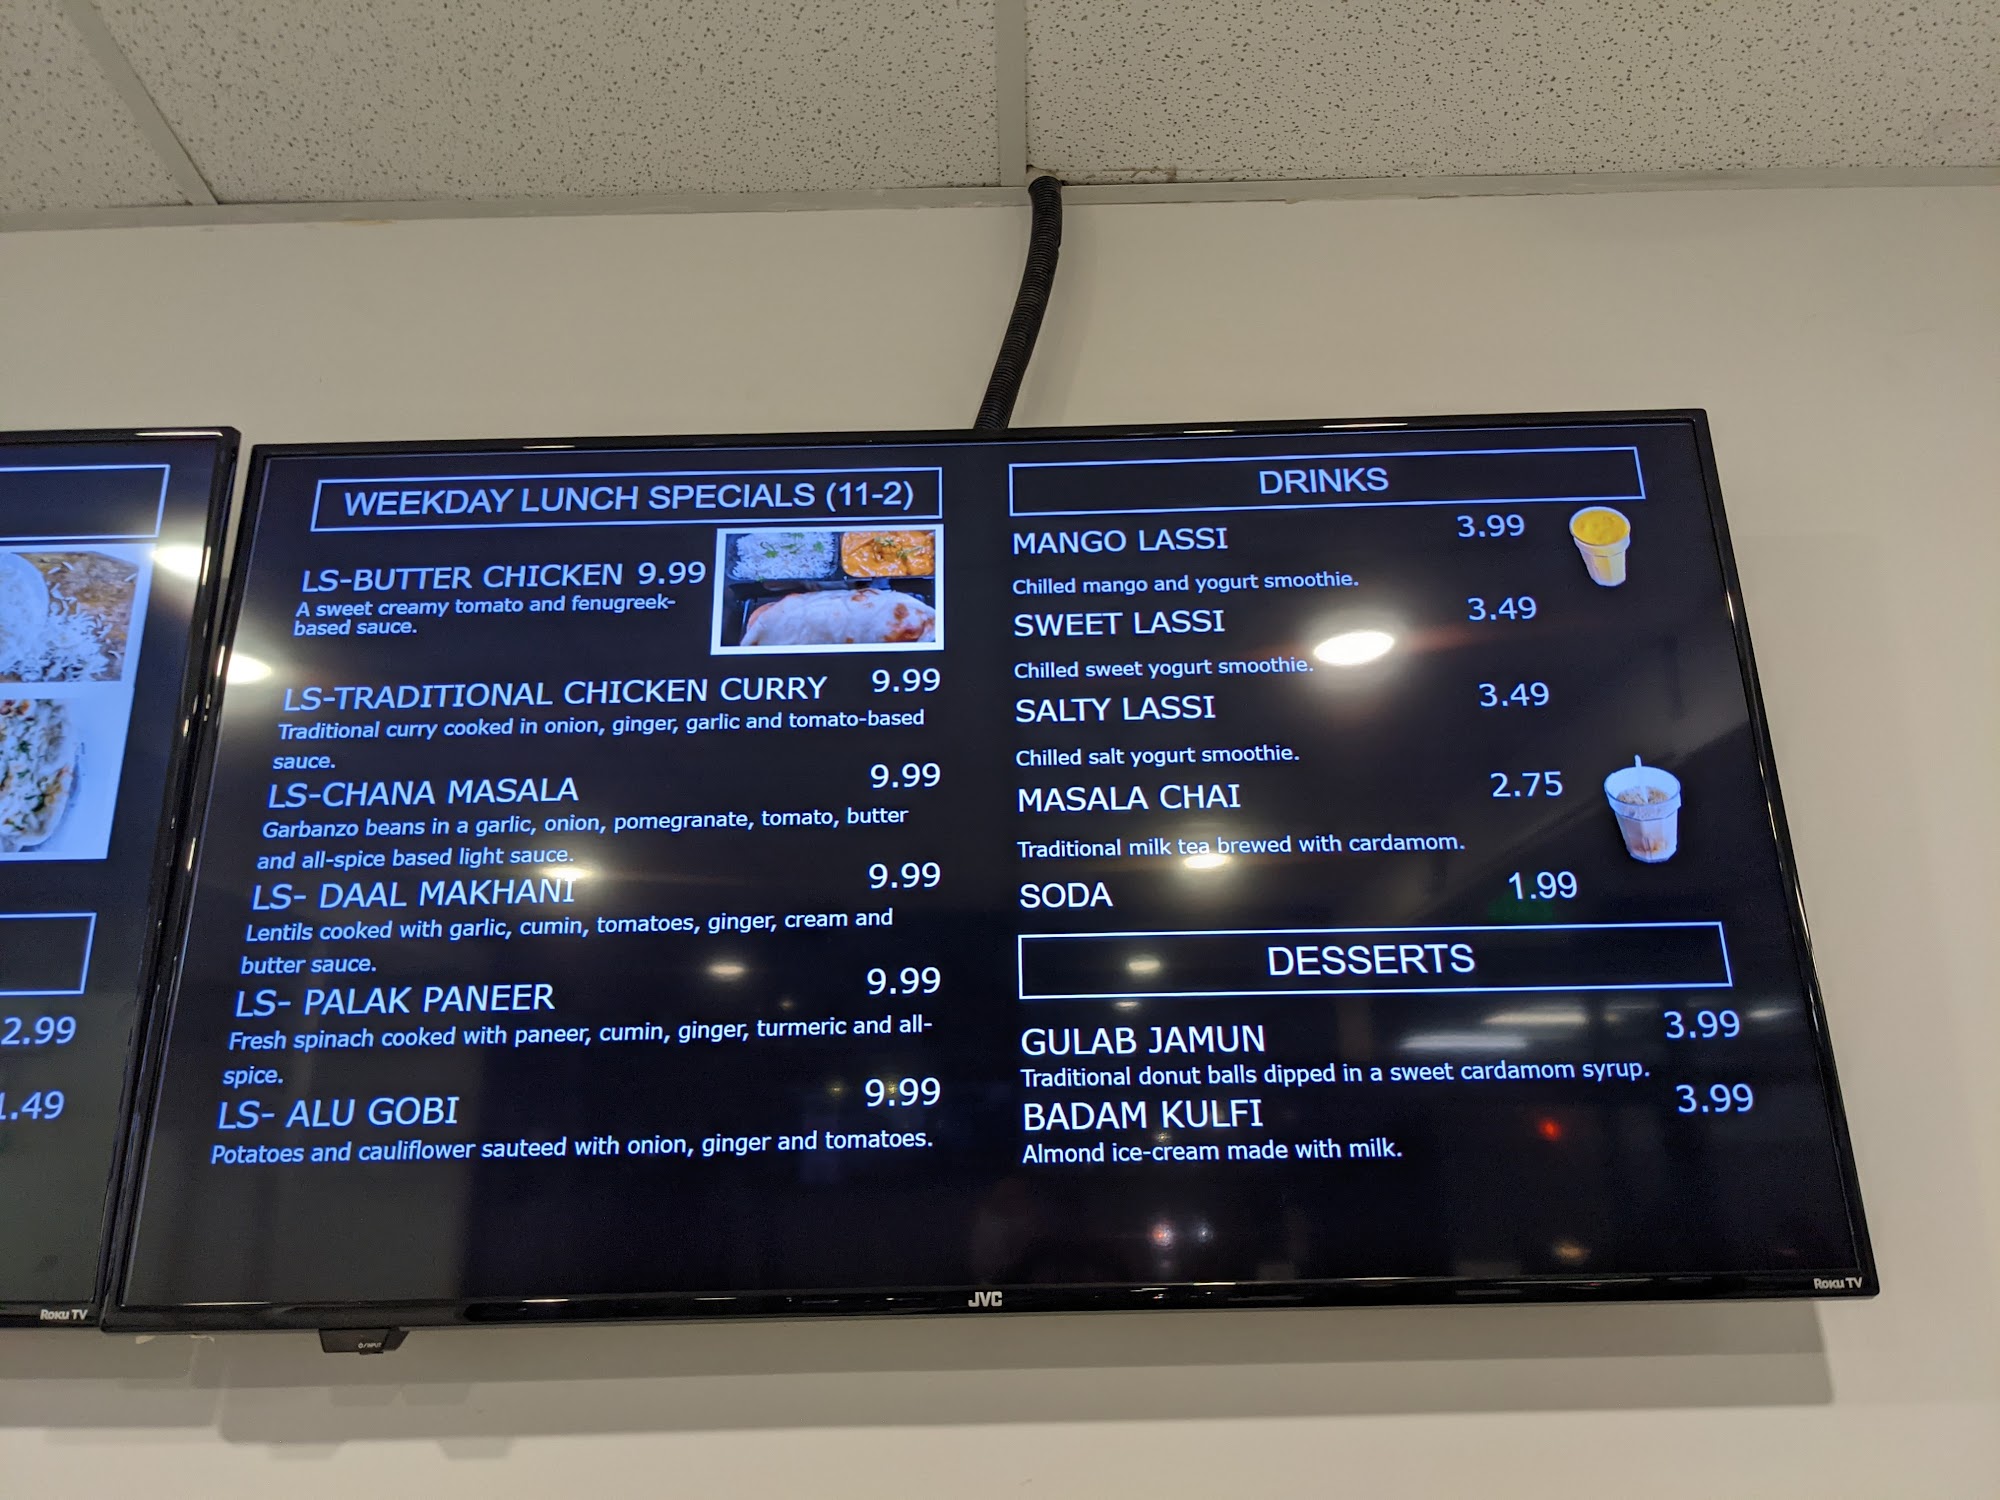 WEEKDAY LUNCH SPECIALS (11-2)
LS-BUTTER CHICKEN 9.99
A sweet creamy tomato and fenugreek-
based sauce.
LS-TRADITIONAL CHICKEN CURRY 9.99
Traditional curry cooked in onion, ginger, garlic and tomato-based
sauce.
LS-CHANA MASALA 9.99
Garbanzo beans in a garlic, onion, pomegranate, tomato, butter
and all-spice based light sauce.
LS- DAAL MAKHANI 9.99
Lentils cooked with garlic, cumin, tomatoes, ginger, cream and
butter sauce.
LS- PALAK PANEER 9.99
Fresh spinach cooked with paneer, cumin, ginger, turmeric and all-
spice.
LS- ALU GOBI 9.99
Potatoes and cauliflower sauteed with onion, ginger and tomatoes.
DRINKS
MANGO LASSI 3.99
Chilled mango and yogurt smoothie.
SWEET LASSI 3.49
Chilled sweet yogurt smoothie.
SALTY LASSI 3.49
Chilled salt yogurt smoothie.
MASALA CHAI 2.75
Traditional milk tea brewed with cardamom.
SODA 1.99
DESSERTS
GULAB JAMUN 3.99
Traditional donut balls dipped in a sweet cardamom syrup.
BADAM KULFI 3.99
Almond ice-cream made with milk.
2.99
1.49
ROKU TV
JVC
ROKU TV